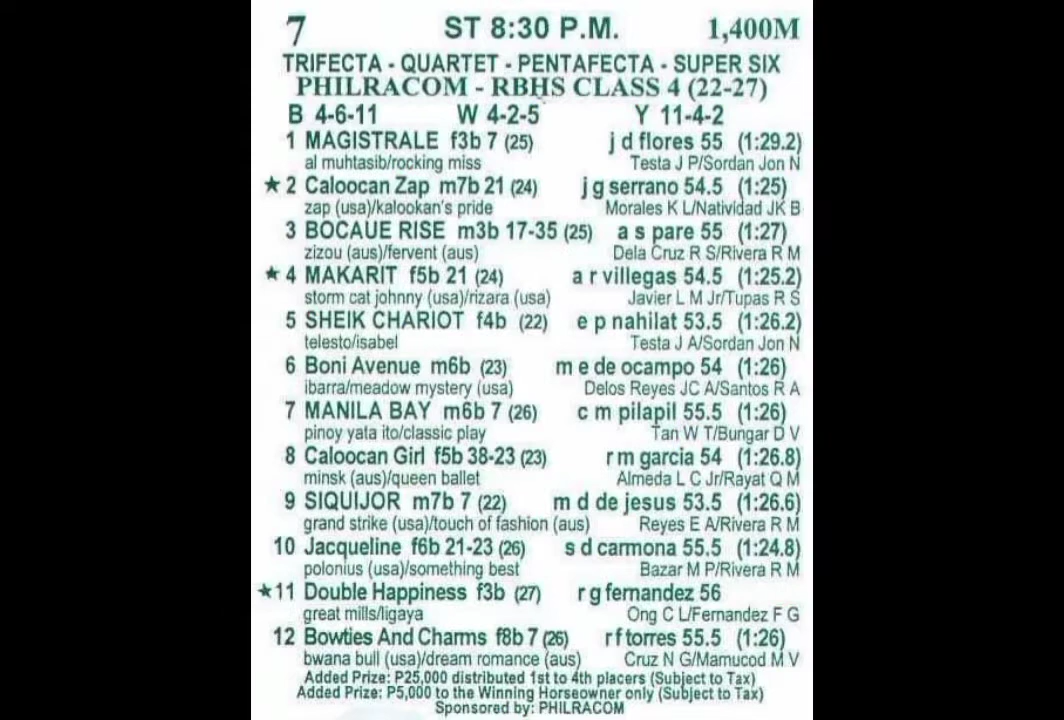 7 ST 8:30 P.M. 1,400M
TRIFECTA - QUARTET - PENTAFECTA - SUPER SIX
PHILRACOM - RBHS CLASS 4 (22-27)
B 4-6-11 W 4-2-5 Y 11-4-2
1 MAGISTRALE f3b 7 (25) j d flores 55 (1:29.2)
al muhtasib/rocking miss Testa J P/Sordan Jon N
★ 2 Caloocan Zap m7b 21 (24) j g serrano 54.5 (1:25)
zap (usa)/kalookan's pride Morales K L/Natividad JK B
3 BOCAUE RISE m3b 17-35 (25) a s pare 55 (1:27)
zizou (aus)/fervent (aus) Dela Cruz R S/Rivera R M
★ 4 MAKARIT f5b 21 (24) a r villegas 54.5 (1:25.2)
storm cat johnny (usa)/rizara (usa) Javier L M Jr/Tupas R S
5 SHEIK CHARIOT f4b (22) e p nahilat 53.5 (1:26.2)
telesto/isabel Testa J A/Sordan Jon N
6 Boni Avenue m6b (23) m e de ocampo 54 (1:26)
ibarra/meadow mystery (usa) Delos Reyes JC A/Santos R A
7 MANILA BAY m6b 7 (26) c m pilapil 55.5 (1:26)
pinoy yata ito/classic play Tan W T/Bungar D V
8 Caloocan Girl f5b 38-23 (23) r m garcia 54 (1:26.8)
minsk (aus)/queen ballet Almeda L C Jr/Rayat Q M
9 SIQUIJOR m7b 7 (22) m d de jesus 53.5 (1:26.6)
grand strike (usa)/touch of fashion (aus) Reyes E A/Rivera R M
10 Jacqueline f6b 21-23 (26) s d carmona 55.5 (1:24.8)
polonius (usa)/something best Bazar M P/Rivera R M
★ 11 Double Happiness f3b (27) r g fernandez 56
great mills/ligaya Ong C L/Fernandez F G
12 Bowties And Charms f8b 7 (26) r f torres 55.5 (1:26)
bwana bull (usa)/dream romance (aus) Cruz N G/Mamucod M V
Added Prize: P25,000 distributed 1st to 4th placers (Subject to Tax)
Added Prize: P5,000 to the Winning Horseowner only (Subject to Tax)
Sponsored by: PHILRACOM